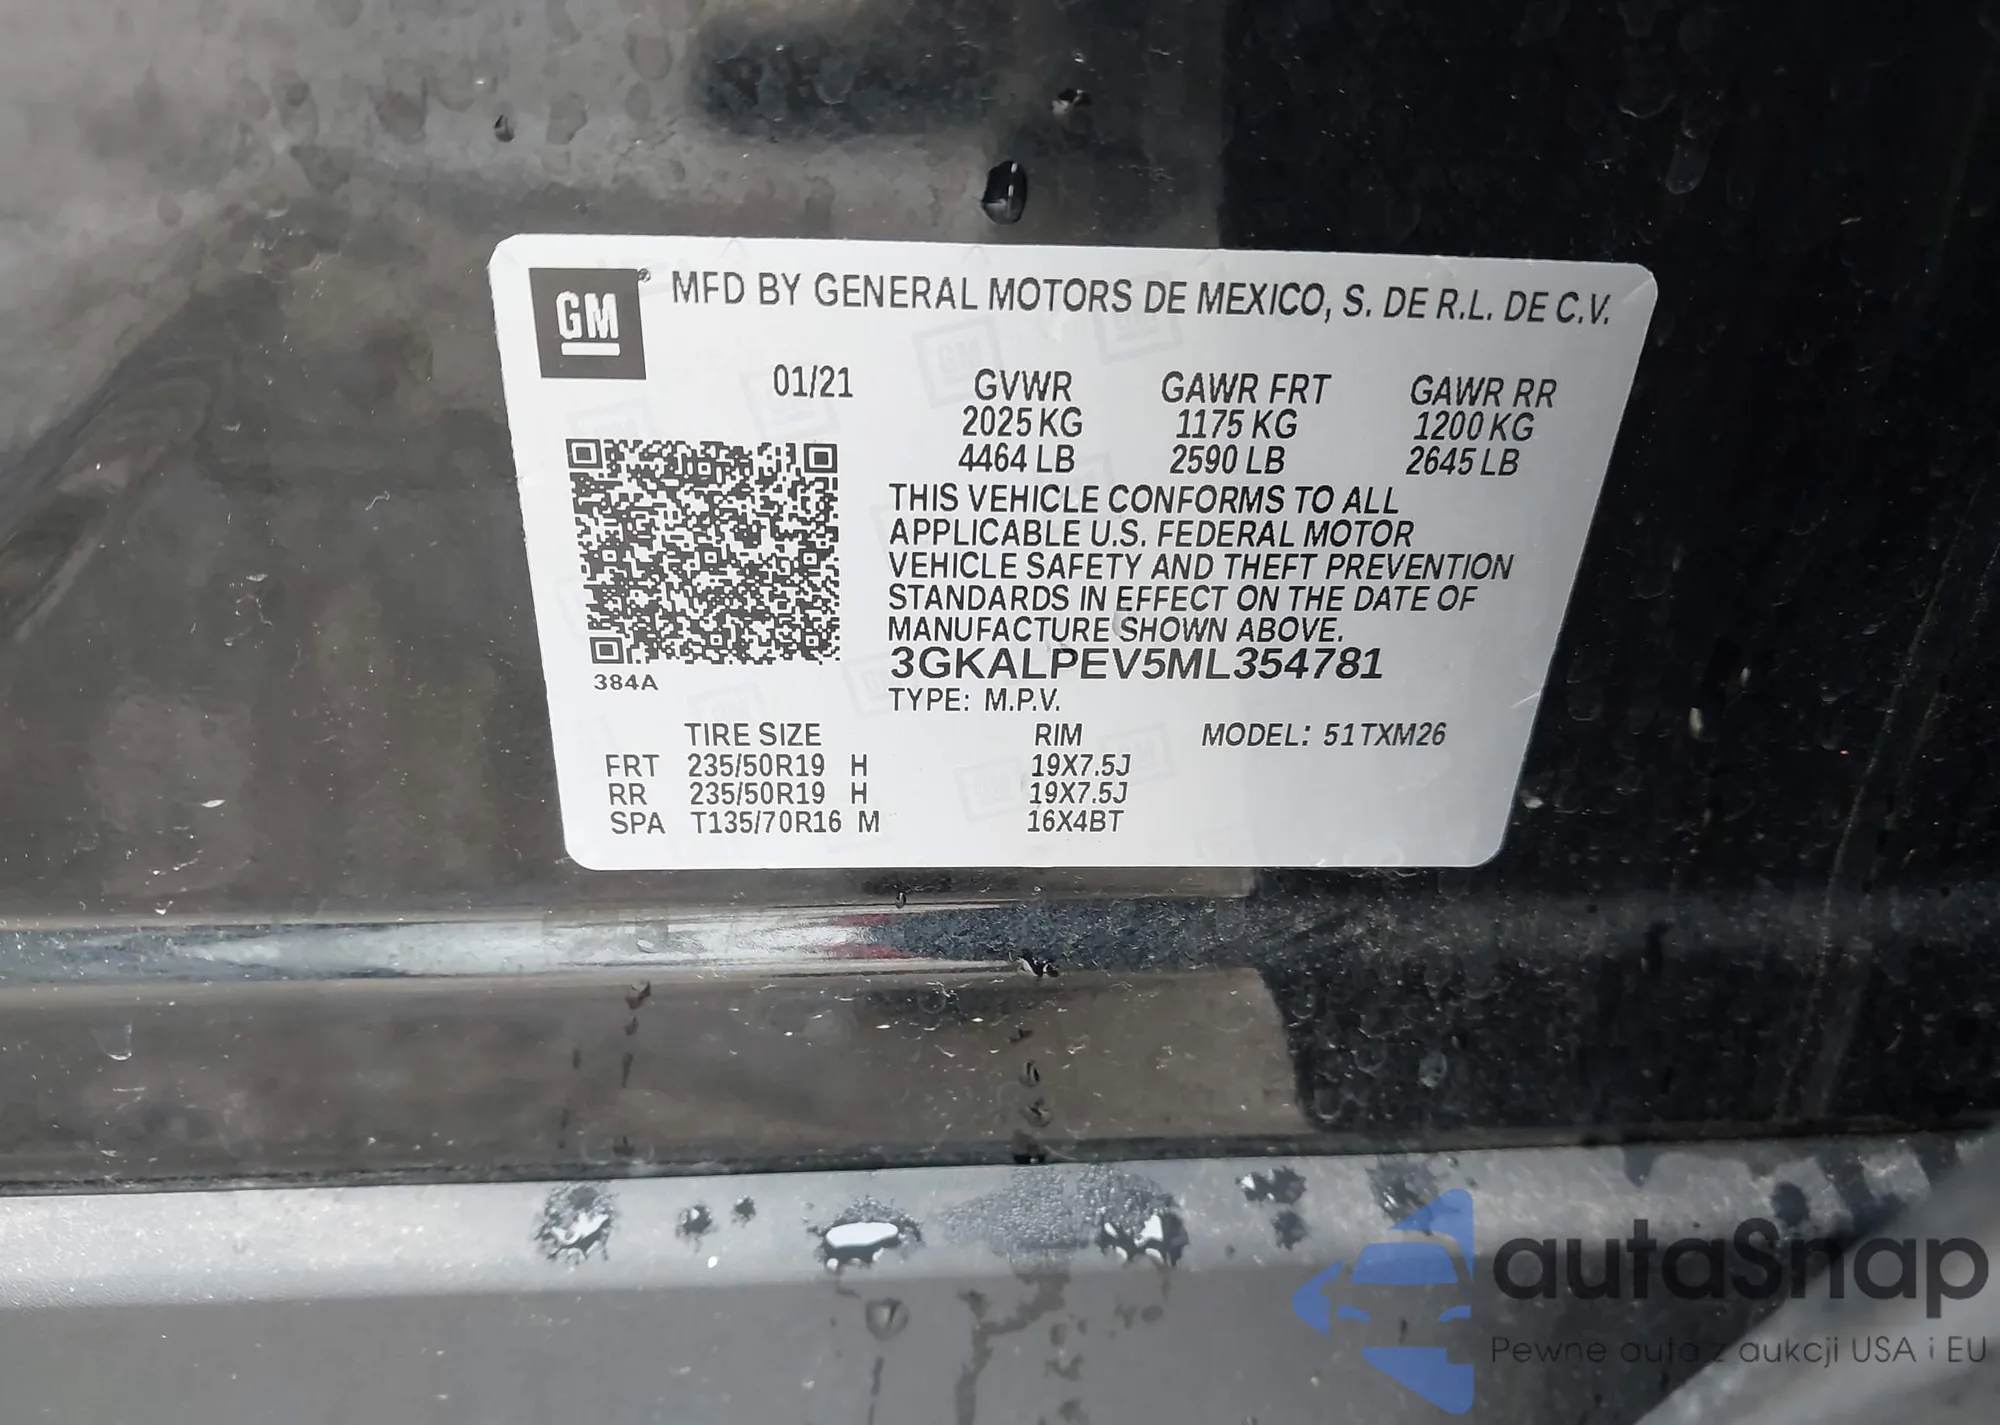 GM ® MFD BY GENERAL MOTORS DE MEXICO, S. DE R.L. DE C.V.
01/21 GVWR GAWR FRT GAWR RR
2025 KG 1175 KG 1200 KG
4464 LB 2590 LB 2645 LB
THIS VEHICLE CONFORMS TO ALL
APPLICABLE U.S. FEDERAL MOTOR
VEHICLE SAFETY AND THEFT PREVENTION
STANDARDS IN EFFECT ON THE DATE OF
MANUFACTURE SHOWN ABOVE.
3GKALPEV5ML354781
384A
TYPE: M.P.V.
TIRE SIZE RIM MODEL: 51TXM26
FRT 235/50R19 H 19X7.5J
RR 235/50R19 H 19X7.5J
SPA T135/70R16 M 16X4BT
autaSnap
Pewne auta z aukcji USA i EU